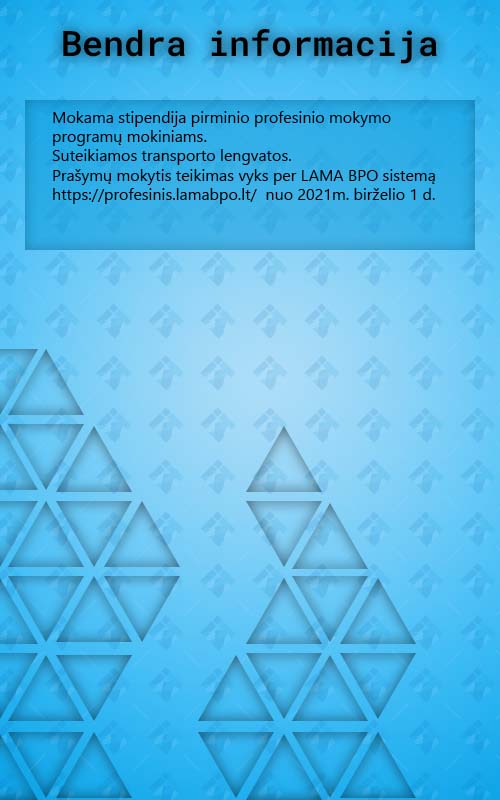 Bendra informacija
Mokama stipendija pirminio profesinio mokymo
programų mokiniams.
Suteikiamos transporto lengvatos.
Prašymų mokytis teikimas vyks per LAMA BPO sistemą
https://profesinis.lamabpo.lt/  nuo 2021m. birželio 1 d.